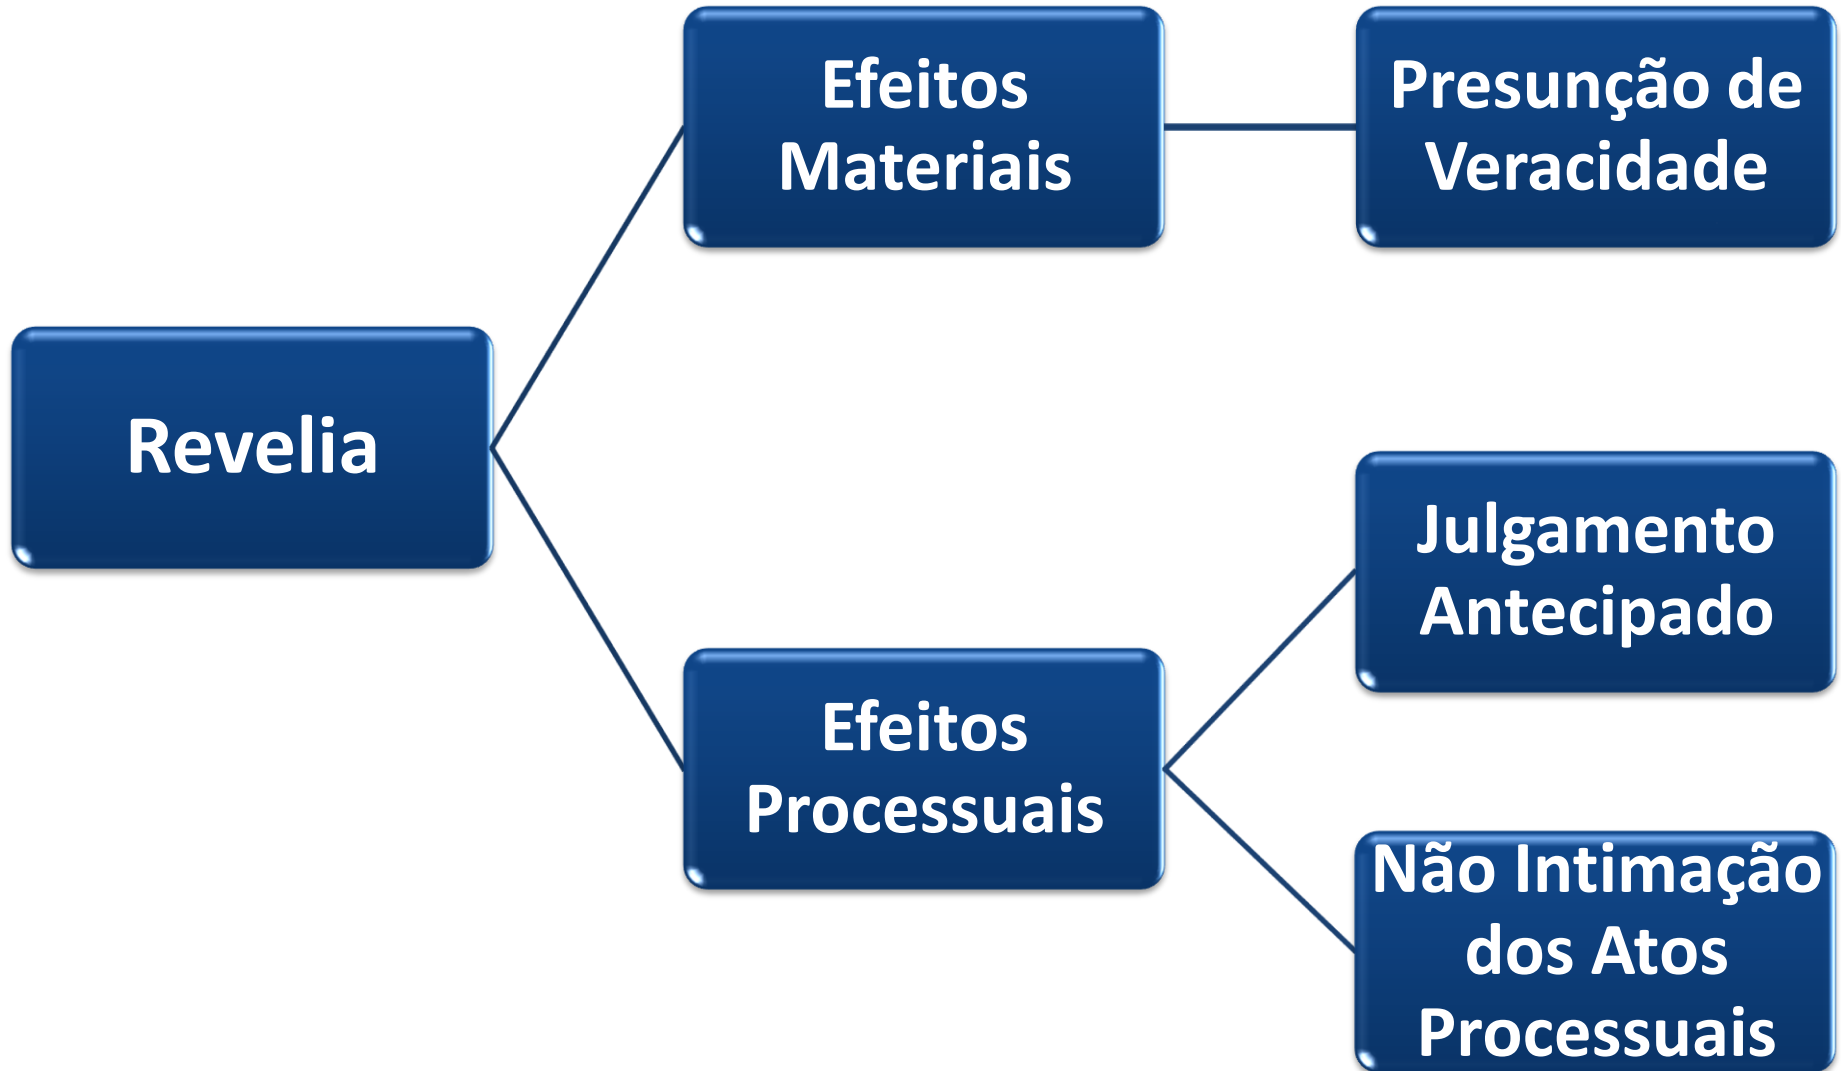 Revelia
Efeitos
Materiais
Presunção de
Veracidade
Efeitos
Processuais
Julgamento
Antecipado
Não Intimação
dos Atos
Processuais